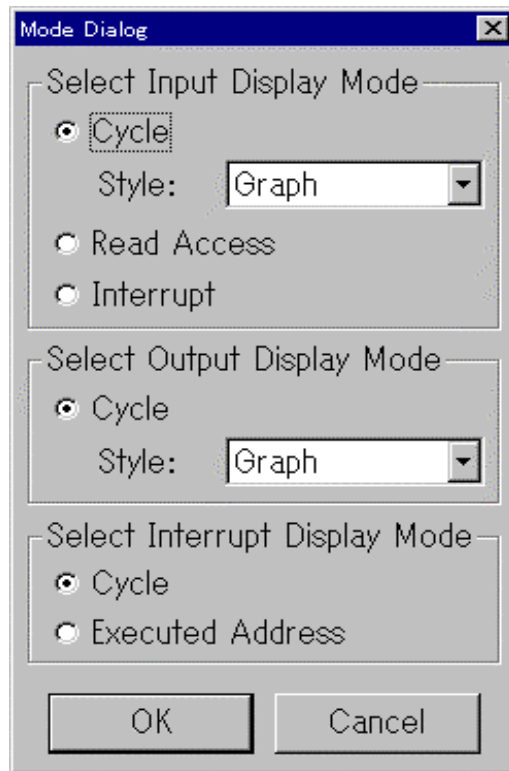 Mode Dialog
Select Input Display Mode
Cycle
Style: Graph
Read Access
Interrupt
Select Output Display Mode
Cycle
Style: Graph
Select Interrupt Display Mode
Cycle
Executed Address
OK Cancel